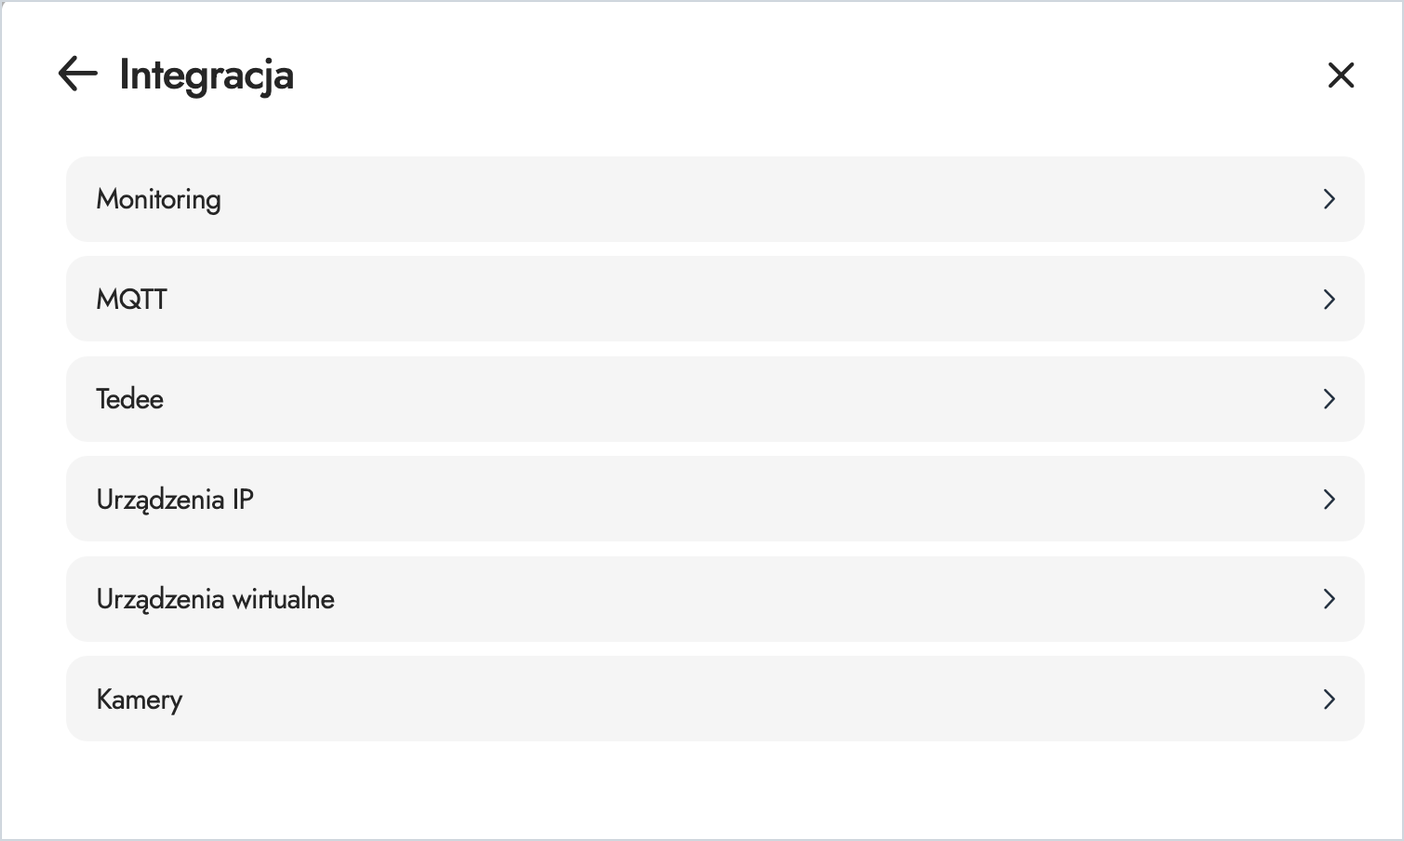 Integracja
Monitoring
MQTT
Tedee
Urządzenia IP
Urządzenia wirtualne
Kamery